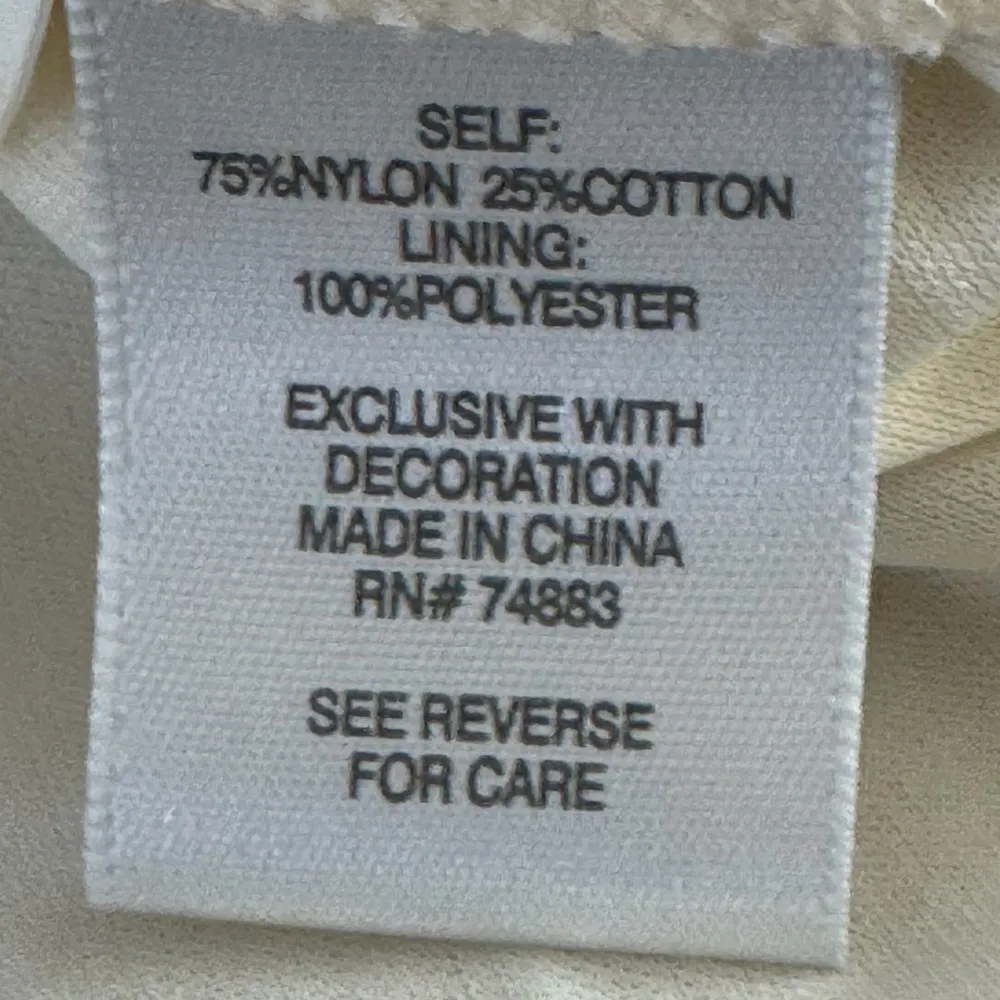 SELF:
75%NYLON 25%COTTON
LINING:
100%POLYESTER
EXCLUSIVE WITH
DECORATION
MADE IN CHINA
RN# 74883
SEE REVERSE
FOR CARE